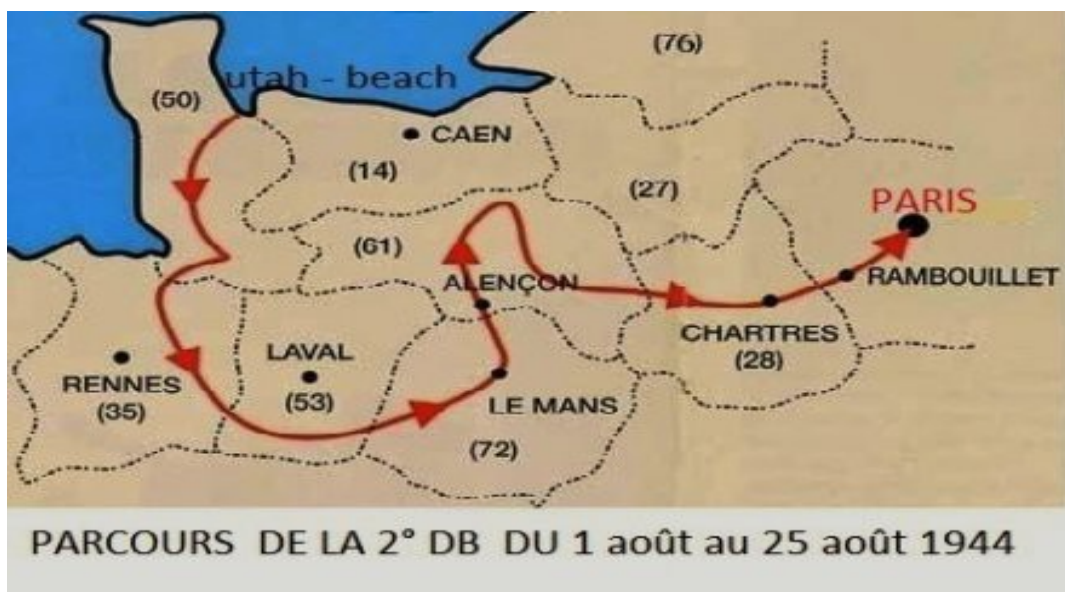 (76)
utah - beach
(50)
CAEN
(14)
(27)
PARIS
(61)
RAMBOUILLET
ALENÇON
CHARTRES
(28)
LAVAL
(53)
RENNES
(35)
LE MANS
(72)
PARCOURS DE LA 2° DB DU 1 août au 25 août 1944